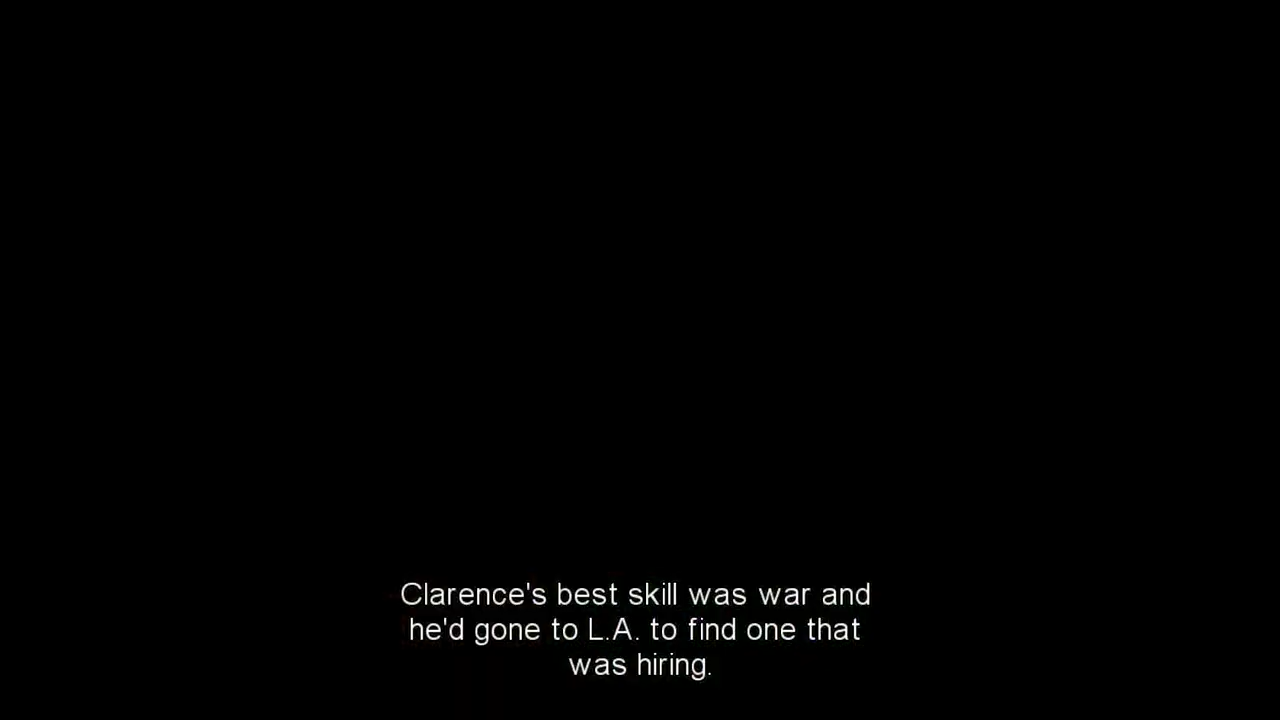 Clarence's best skill was war and
he'd gone to L.A. to find one that
was hiring.